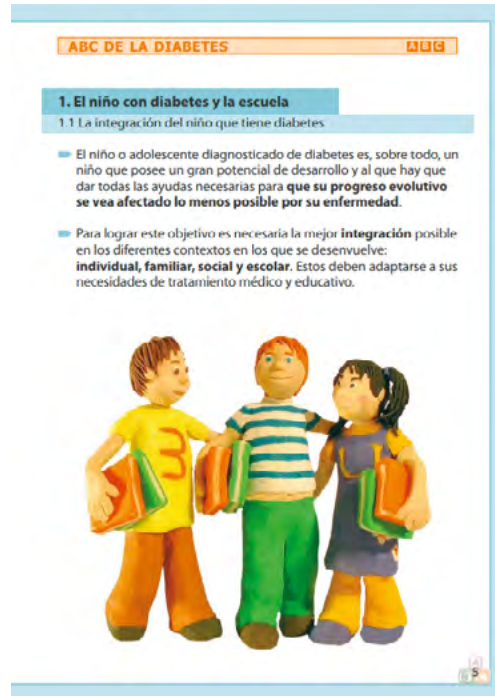 ABC DE LA DIABETES
ABC
1. El niño con diabetes y la escuela
1.1 La integración del niño que tiene diabetes
El niño o adolescente diagnosticado de diabetes es, sobre todo, un
niño que posee un gran potencial de desarrollo y al que hay que
dar todas las ayudas necesarias para que su progreso evolutivo
se vea afectado lo menos posible por su enfermedad.
Para lograr este objetivo es necesaria la mejor integración posible
en los diferentes contextos en los que se desenvuelve:
individual, familiar, social y escolar. Estos deben adaptarse a sus
necesidades de tratamiento médico y educativo.
3
5